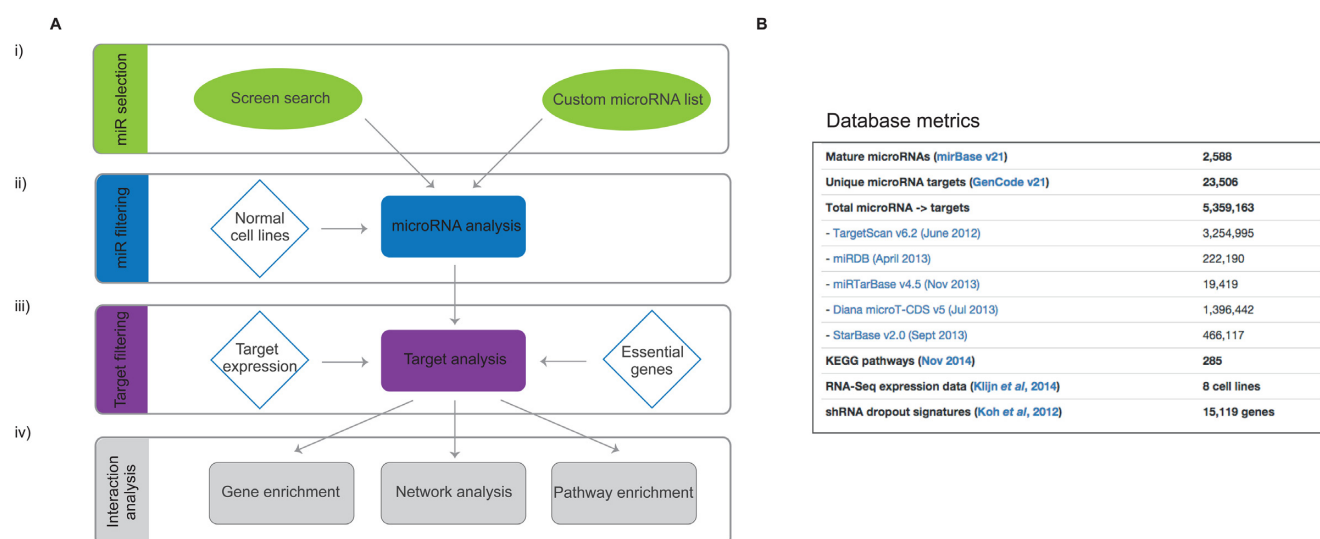 A
i)
miR selection
Screen search
Custom microRNA list
ii)
miR filtering
Normal
cell lines
microRNA analysis
iii)
Target filtering
Target
expression
Target analysis
Essential
genes
iv)
Interaction
analysis
Gene enrichment
Network analysis
Pathway enrichment
B
Database metrics
Mature microRNAs (mirBase v21) 2,588
Unique microRNA targets (GenCode v21) 23,506
Total microRNA -> targets 5,359,163
- TargetScan v6.2 (June 2012) 3,254,995
- miRDB (April 2013) 222,190
- miRTarBase v4.5 (Nov 2013) 19,419
- Diana microT-CDS v5 (Jul 2013) 1,396,442
- StarBase v2.0 (Sept 2013) 466,117
KEGG pathways (Nov 2014) 285
RNA-Seq expression data (Klijn et al, 2014) 8 cell lines
shRNA dropout signatures (Koh et al, 2012) 15,119 genes